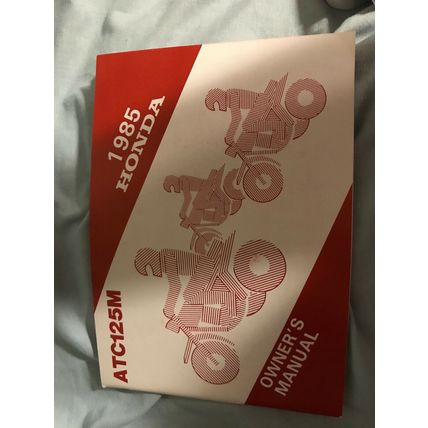 1985
HONDA
ATC125M
OWNER'S
MANUAL